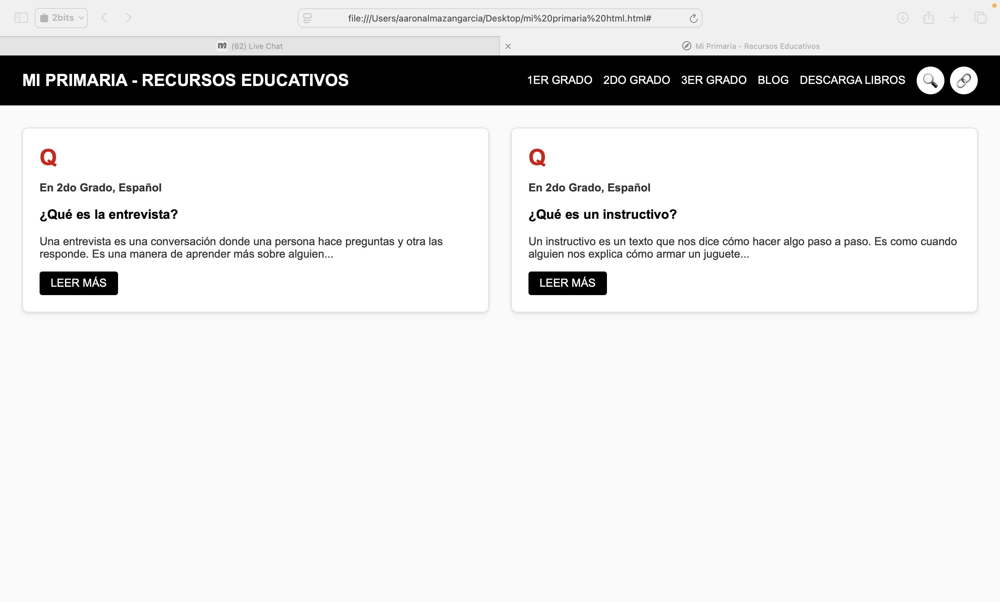 2bits
file:///Users/aaronalmazangarcia/Desktop/mi%20primaria%20html.html#
(62) Live Chat
Mi Primaria - Recursos Educativos
MI PRIMARIA - RECURSOS EDUCATIVOS
1ER GRADO 2DO GRADO 3ER GRADO BLOG DESCARGA LIBROS
Q
En 2do Grado, Español
¿Qué es la entrevista?
Una entrevista es una conversación donde una persona hace preguntas y otra las
responde. Es una manera de aprender más sobre alguien...
LEER MÁS
Q
En 2do Grado, Español
¿Qué es un instructivo?
Un instructivo es un texto que nos dice cómo hacer algo paso a paso. Es como cuando
alguien nos explica cómo armar un juguete...
LEER MÁS